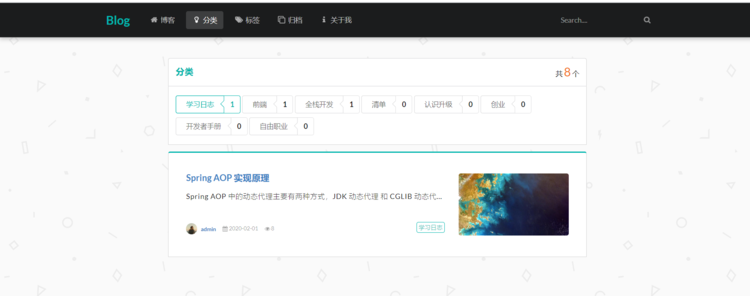 Blog 博客 分类 标签 归档 关于我 Search....
分类 共 8 个
学习日志 1 前端 1 全栈开发 1 清单 0 认识升级 0 创业 0
开发者手册 0 自由职业 0
Spring AOP 实现原理
Spring AOP 中的动态代理主要有两种方式，JDK 动态代理 和 CGLIB 动态代...
admin 2020-02-01 学习日志